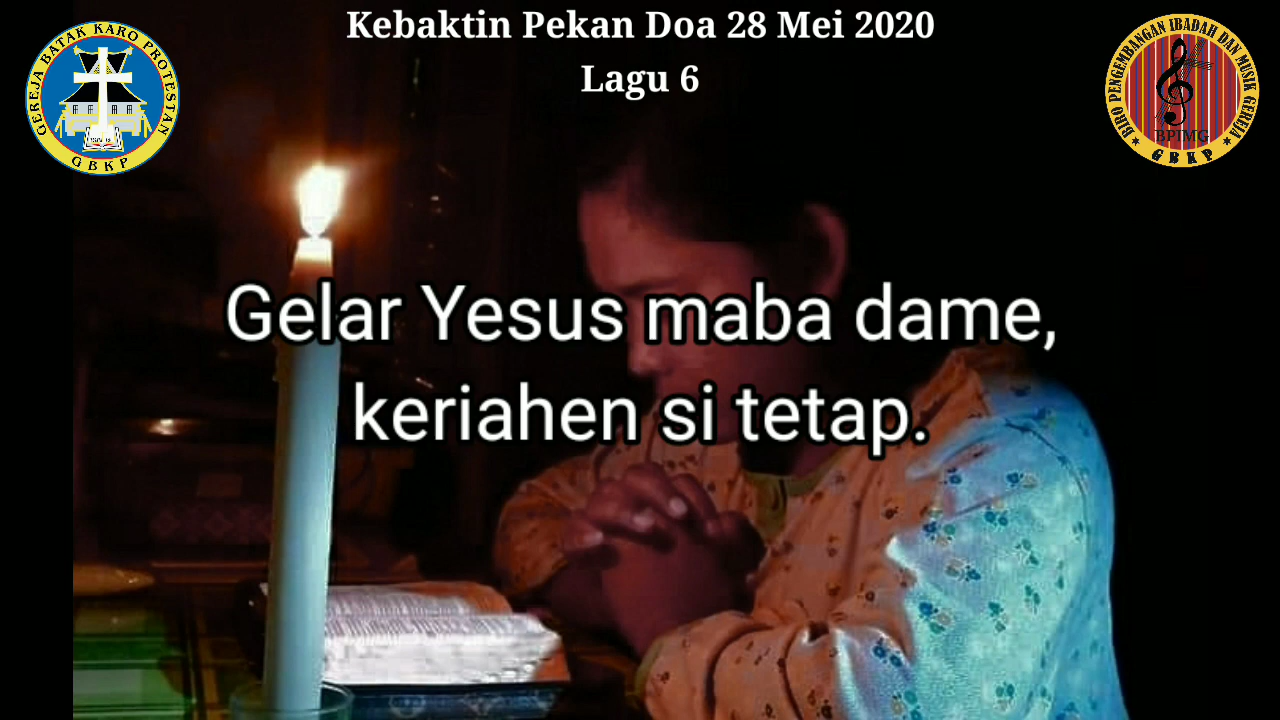 Kebaktin Pekan Doa 28 Mei 2020
Lagu 6
GEREJA BATAK KARO PROTESTAN
GBKP
BIRO PENGEMBANGAN IBADAH DAN MUSIK GEREJA
BPIMG
GBKP
Gelar Yesus maba dame,
keriahen si tetap.